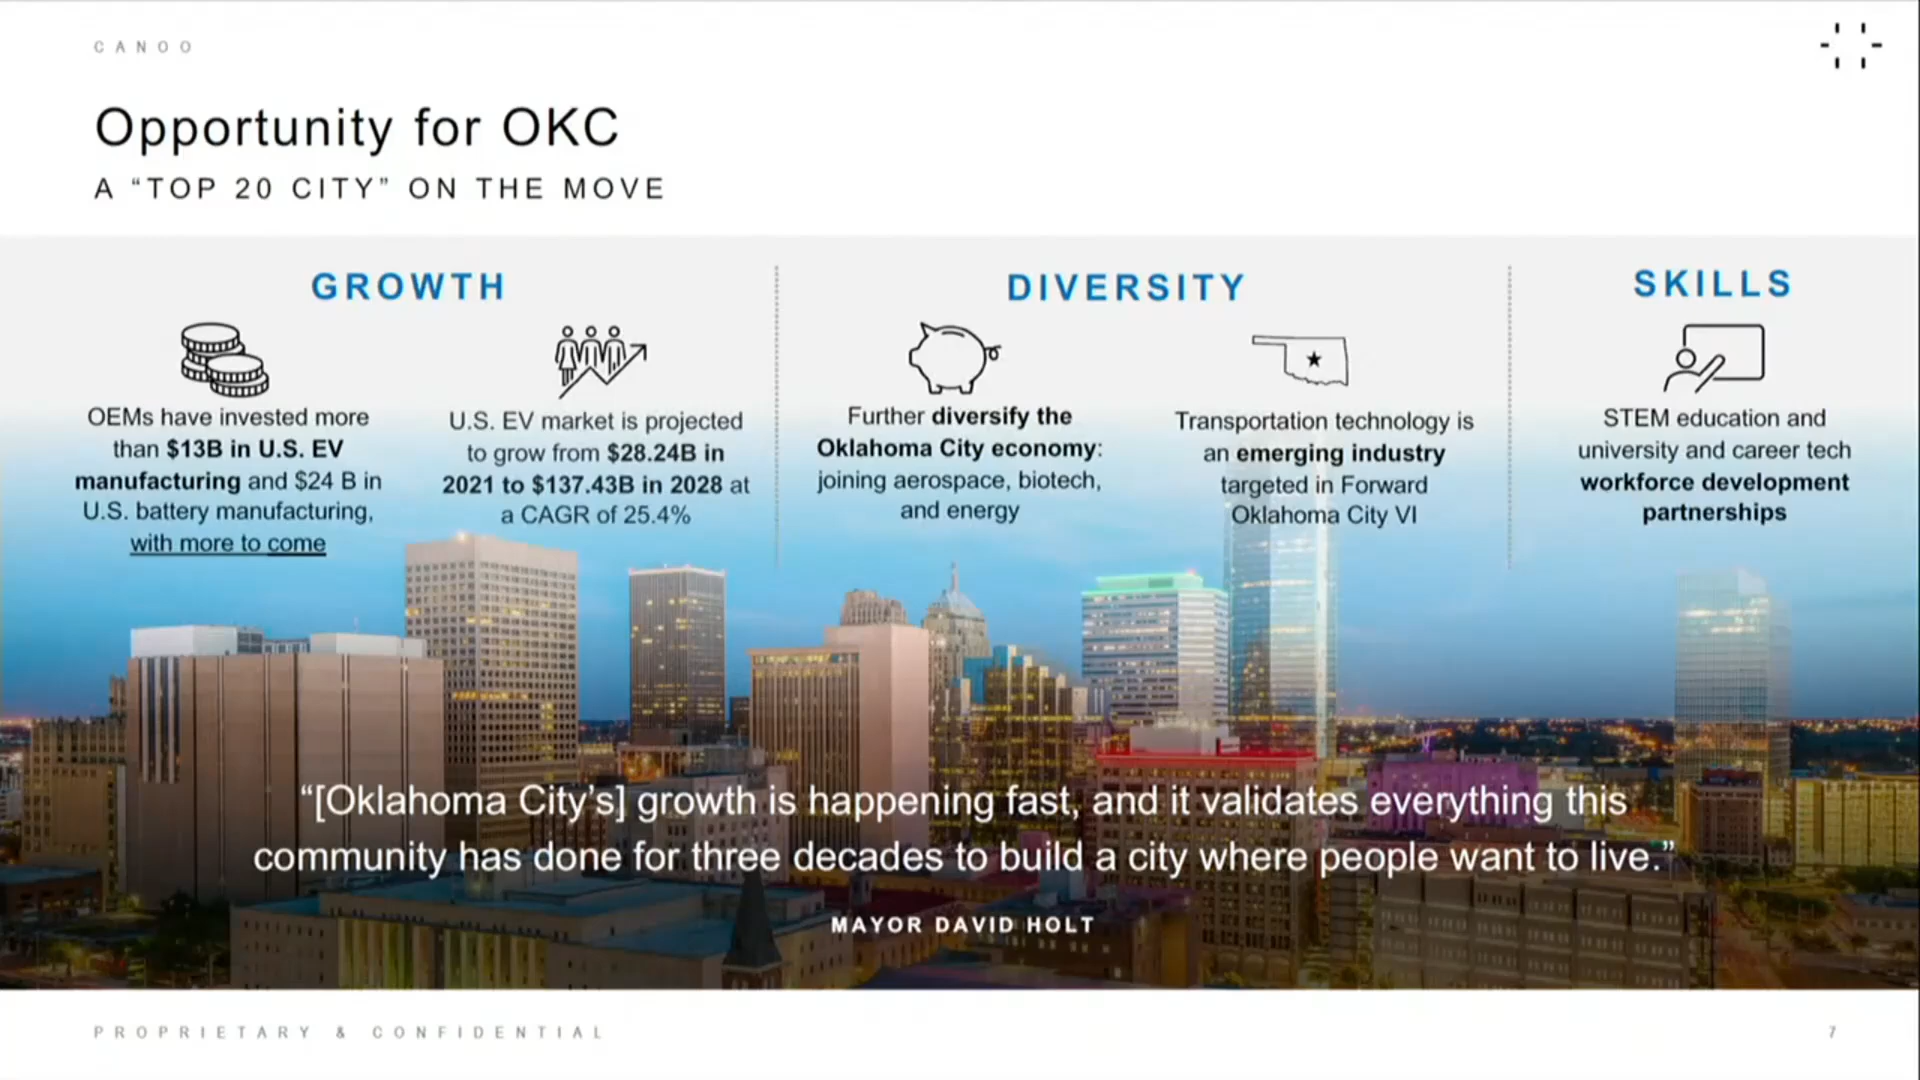 CANOO
Opportunity for OKC
A “TOP 20 CITY” ON THE MOVE
GROWTH
OEMs have invested more
than $13B in U.S. EV
manufacturing and $24 B in
U.S. battery manufacturing,
with more to come
U.S. EV market is projected
to grow from $28.24B in
2021 to $137.43B in 2028 at
a CAGR of 25.4%
DIVERSITY
Further diversify the
Oklahoma City economy:
joining aerospace, biotech,
and energy
Transportation technology is
an emerging industry
targeted in Forward
Oklahoma City VI
SKILLS
STEM education and
university and career tech
workforce development
partnerships
“[Oklahoma City’s] growth is happening fast, and it validates everything this
community has done for three decades to build a city where people want to live.”
MAYOR DAVID HOLT
PROPRIETARY & CONFIDENTIAL
7